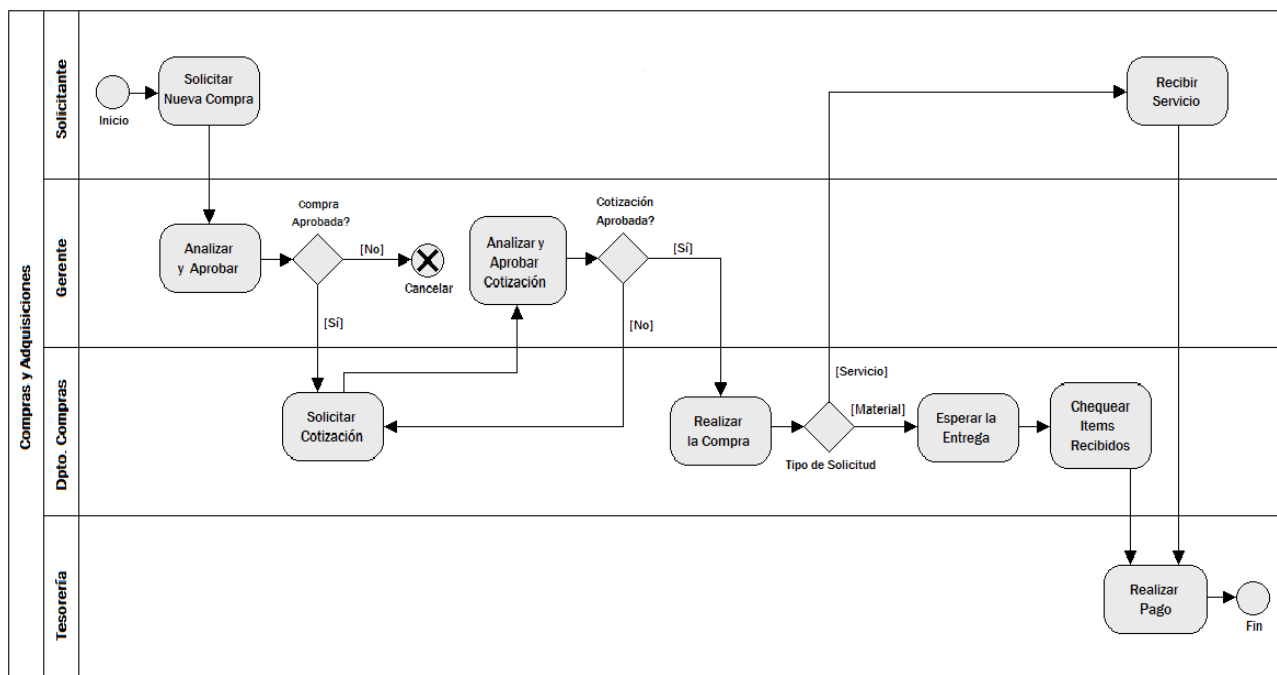 Compras y Adquisiciones
Solicitante
Inicio
Solicitar
Nueva Compra
Recibir
Servicio
Gerente
Analizar
y Aprobar
Compra
Aprobada?
[No]
Cancelar
[Sí]
Analizar y
Aprobar
Cotización
Cotización
Aprobada?
[Sí]
[No]
Dpto. Compras
Solicitar
Cotización
Realizar
la Compra
[Servicio]
[Material]
Tipo de Solicitud
Esperar la
Entrega
Chequear
Items
Recibidos
Tesorería
Realizar
Pago
Fin